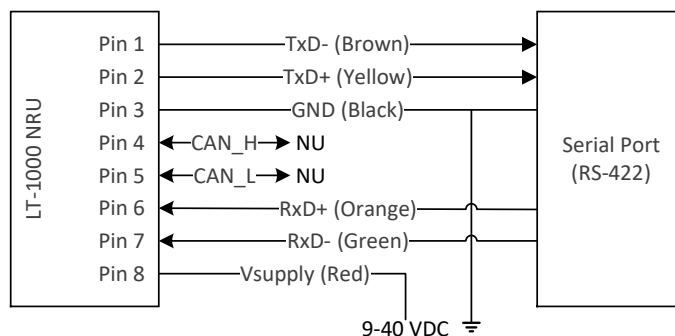 LT-1000 NRU
Pin 1 TxD- (Brown)
Pin 2 TxD+ (Yellow)
Pin 3 GND (Black)
Pin 4 CAN_H NU
Pin 5 CAN_L NU
Pin 6 RxD+ (Orange)
Pin 7 RxD- (Green)
Pin 8 Vsupply (Red)
9-40 VDC
Serial Port
(RS-422)